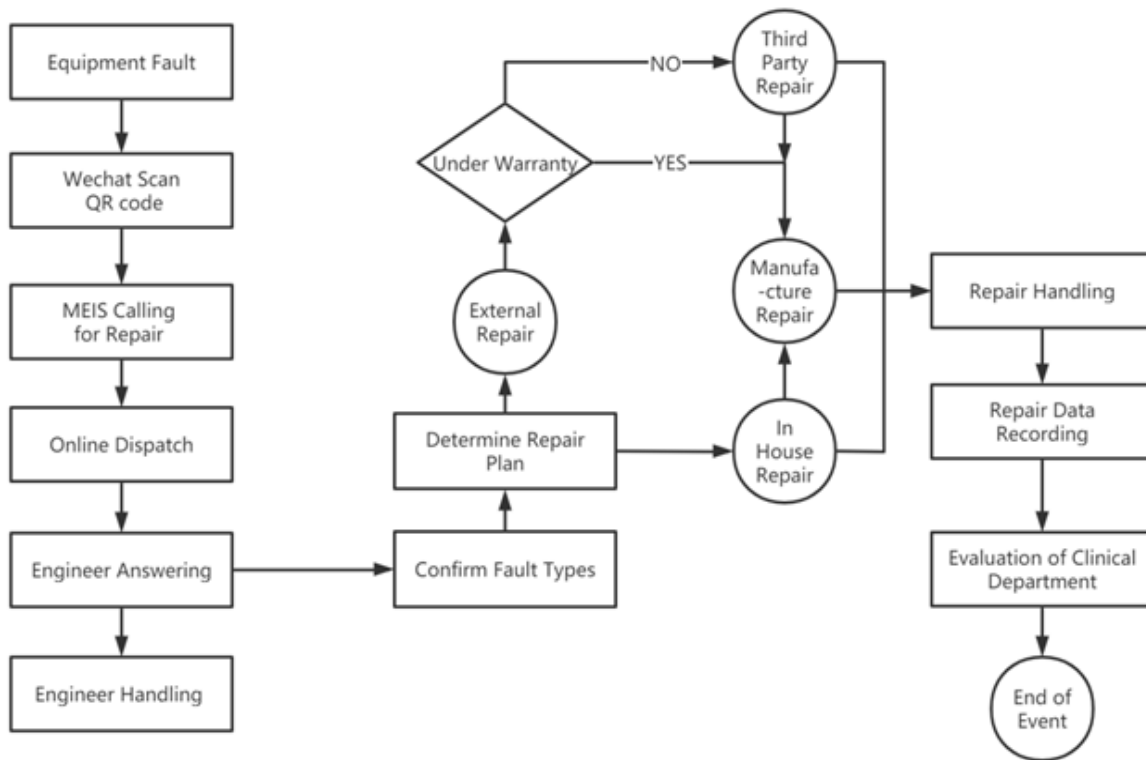 Equipment Fault
Wechat Scan
QR code
MEIS Calling
for Repair
Online Dispatch
Engineer Answering
Engineer Handling
Confirm Fault Types
Determine Repair
Plan
External
Repair
Under Warranty
NO
YES
Third
Party
Repair
Manufa
-cture
Repair
In
House
Repair
Repair Handling
Repair Data
Recording
Evaluation of Clinical
Department
End of
Event